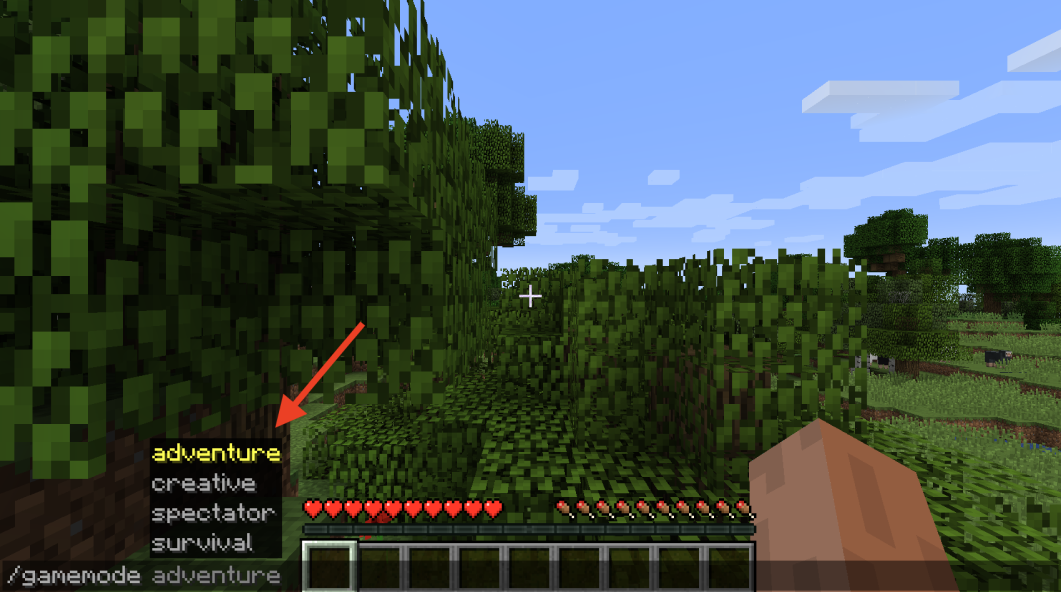 adventure
creative
spectator
survival
/gamemode adventure